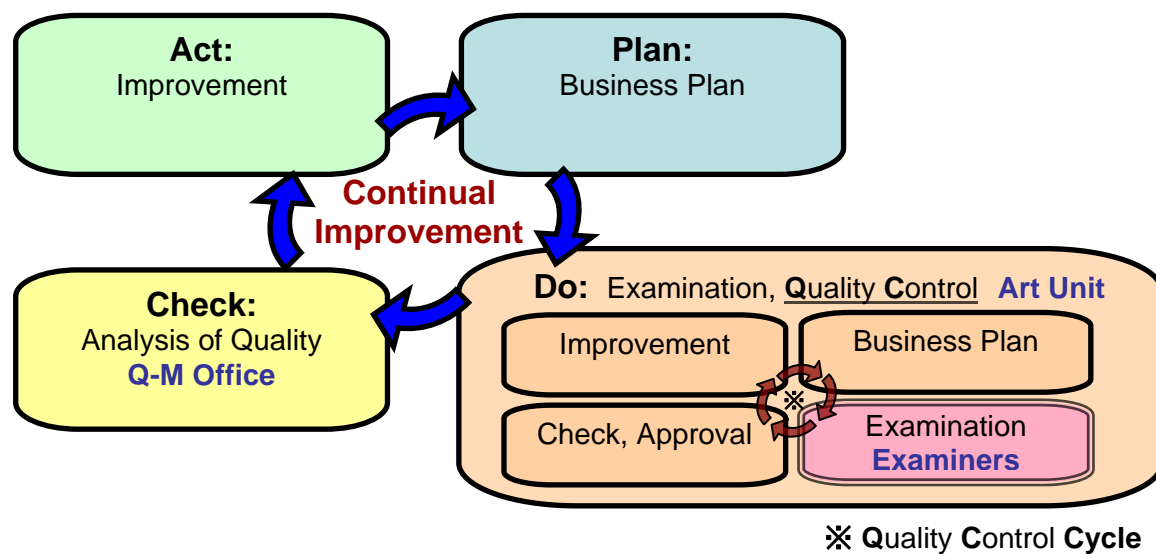 Act:
Improvement
Plan:
Business Plan
Continual
Improvement
Check:
Analysis of Quality
Q-M Office
Do: Examination, Quality Control Art Unit
Improvement
Business Plan
※
Check, Approval
Examination
Examiners
※ Quality Control Cycle